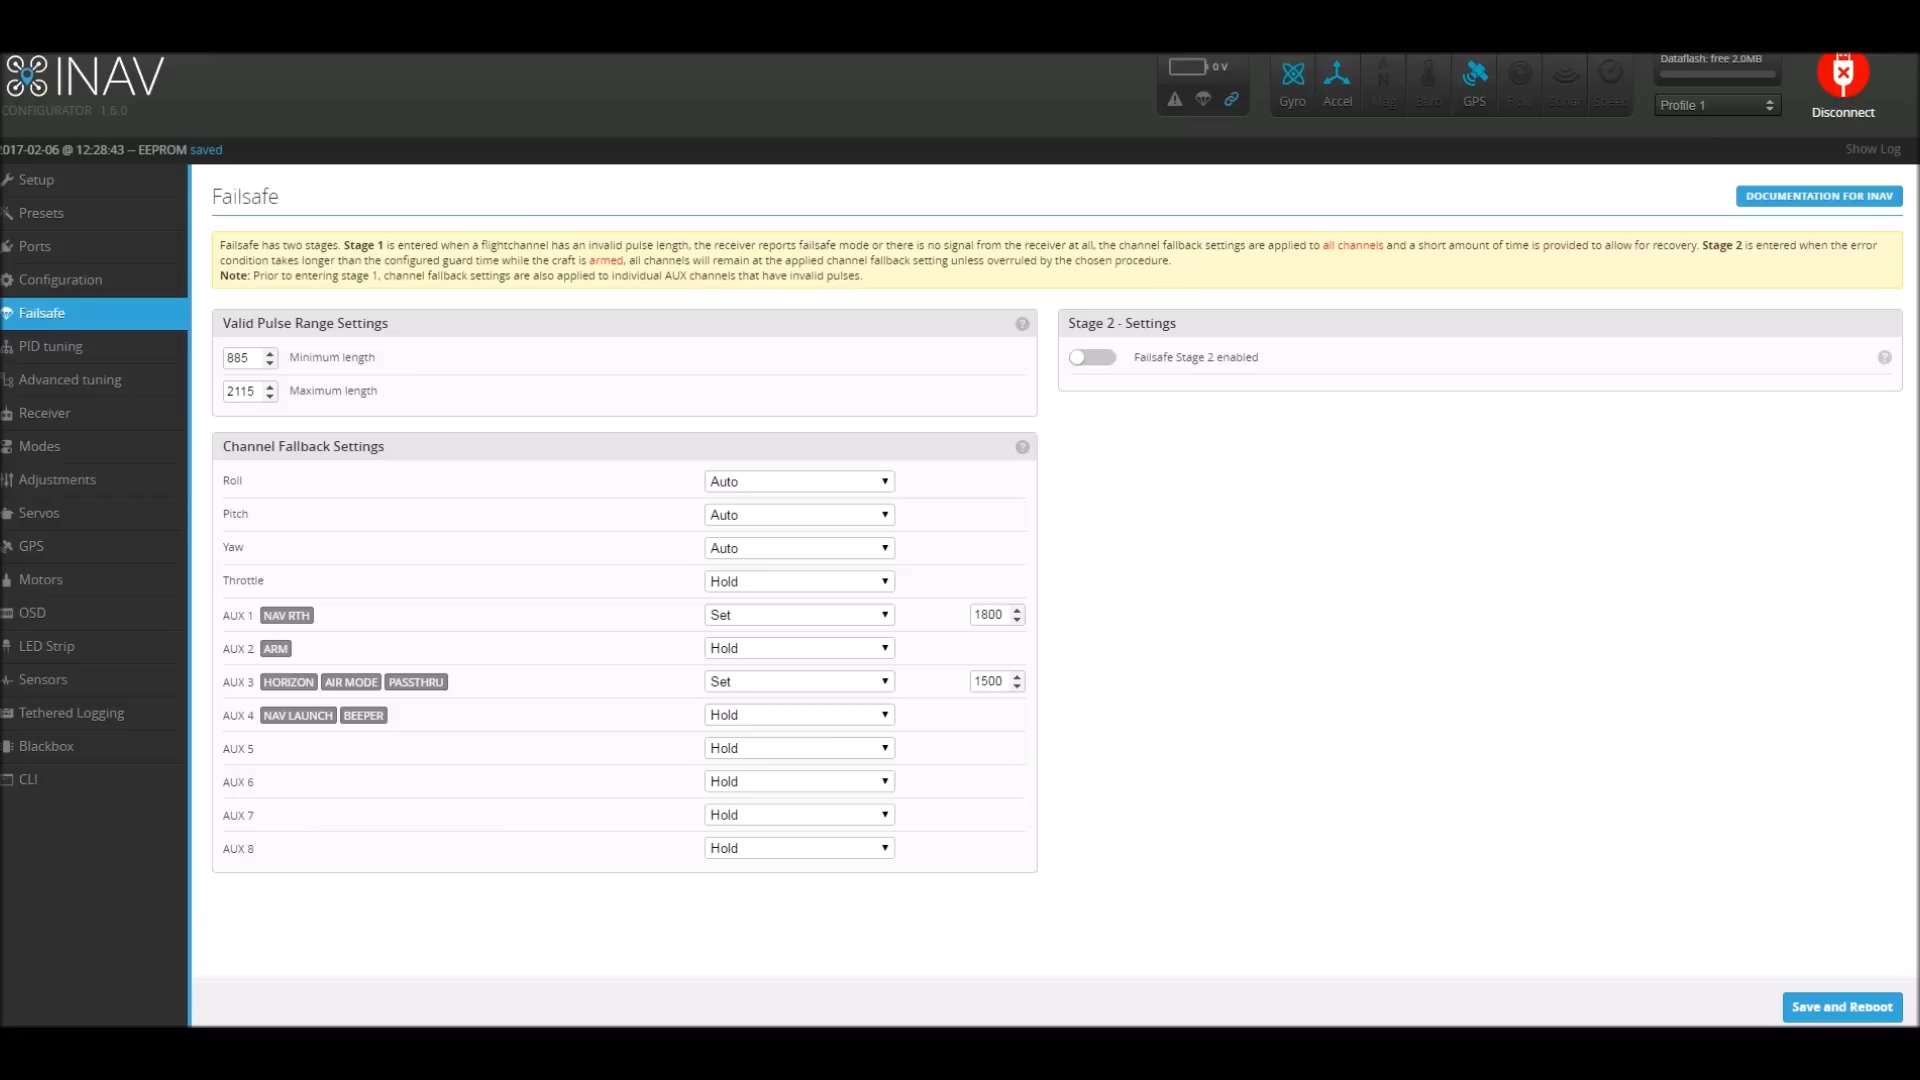 INAV
CONFIGURATOR 1.6.0
0 V
Gyro Accel Mag Baro GPS Flow Sonar Speed
Dataflash: free 2.0MB
Profile 1
Disconnect
2017-02-06 @ 12:28:43 -- EEPROM saved
Show Log
Setup
Presets
Ports
Configuration
Failsafe
PID tuning
Advanced tuning
Receiver
Modes
Adjustments
Servos
GPS
Motors
OSD
LED Strip
Sensors
Tethered Logging
Blackbox
CLI
Failsafe
DOCUMENTATION FOR INAV
Failsafe has two stages. Stage 1 is entered when a flightchannel has an invalid pulse length, the receiver reports failsafe mode or there is no signal from the receiver at all, the channel fallback settings are applied to all channels and a short amount of time is provided to allow for recovery. Stage 2 is entered when the error
condition takes longer than the configured guard time while the craft is armed, all channels will remain at the applied channel fallback setting unless overruled by the chosen procedure.
Note: Prior to entering stage 1, channel fallback settings are also applied to individual AUX channels that have invalid pulses.
Valid Pulse Range Settings
885 Minimum length
2115 Maximum length
Stage 2 - Settings
Failsafe Stage 2 enabled
Channel Fallback Settings
Roll Auto
Pitch Auto
Yaw Auto
Throttle Hold
AUX 1 NAV RTH Set 1800
AUX 2 ARM Hold
AUX 3 HORIZON AIR MODE PASSTHRU Set 1500
AUX 4 NAV LAUNCH BEEPER Hold
AUX 5 Hold
AUX 6 Hold
AUX 7 Hold
AUX 8 Hold
Save and Reboot